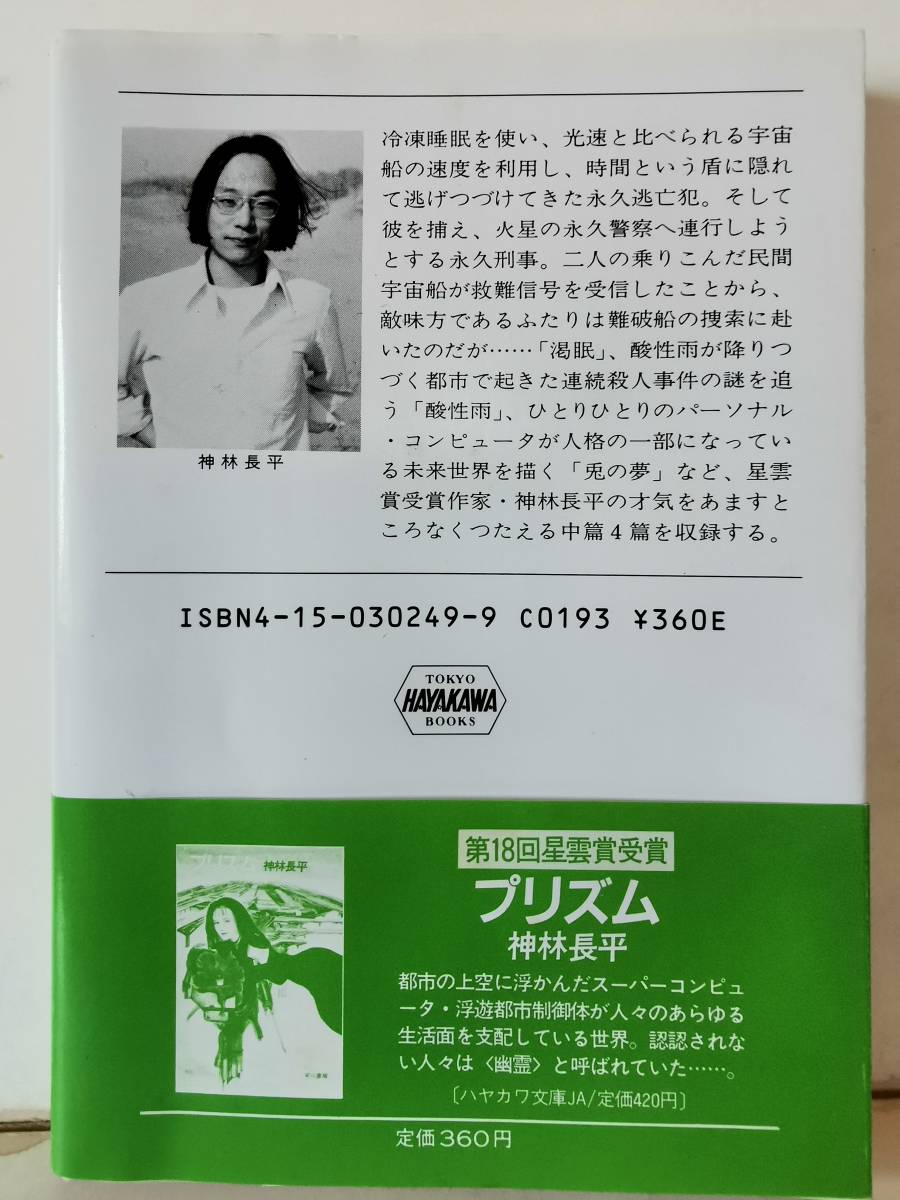 冷凍睡眠を使い、光速と比べられる宇宙
船の速度を利用し、時間という盾に隠れ
て逃げつづけてきた永久逃亡犯。そして
彼を捕え、火星の永久警察へ連行しよう
とする永久刑事。二人の乗りこんだ民間
宇宙船が救難信号を受信したことから、
敵味方であるふたりは難破船の捜索に赴
いたのだが……「渇眠」、酸性雨が降りつ
づく都市で起きた連続殺人事件の謎を追
う「酸性雨」、ひとりひとりのパーソナル
・コンピュータが人格の一部になってい
る未来世界を描く「兎の夢」など、星雲
賞受賞作家・神林長平の才気をあますと
ころなくつたえる中篇4篇を収録する。
神林長平
ISBN4-15-030249-9 C0193 ¥360E
TOKYO
HAYAKAWA
BOOKS
プリズム 神林長平
第18回星雲賞受賞
プリズム
神林長平
都市の上空に浮かんだスーパーコンピュ
ータ・浮遊都市制御体が人々のあらゆる
生活面を支配している世界。認認されな
い人々は〈幽霊〉と呼ばれていた……。
〔ハヤカワ文庫JA/定価420円〕
定価360円